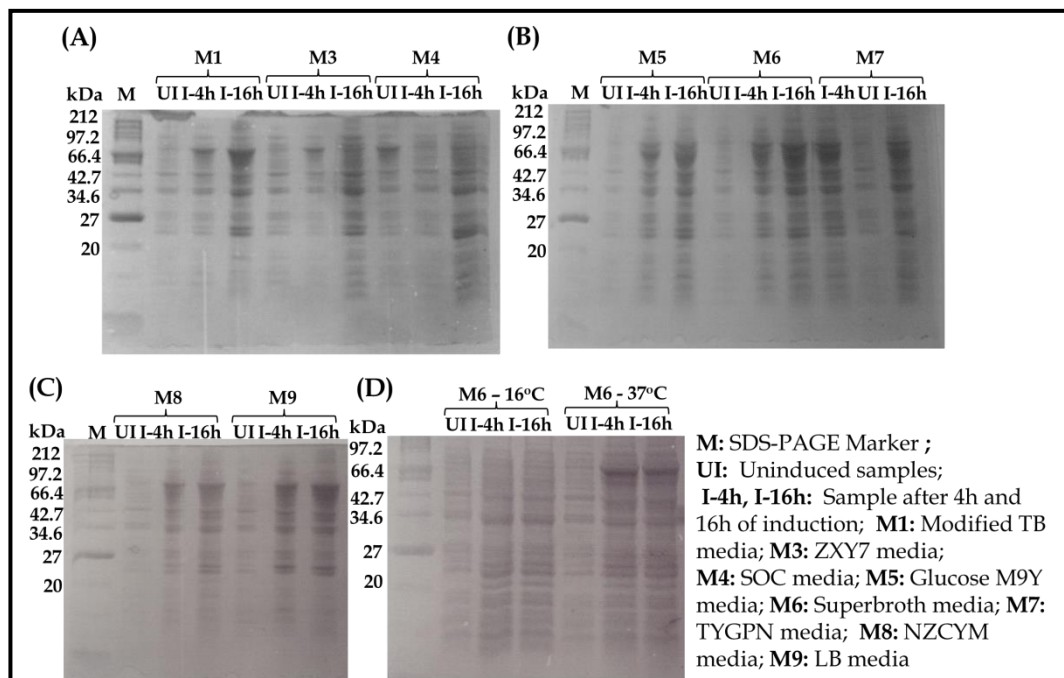 (A)
M1 M3 M4
kDa M UI I-4h I-16h UI I-4h I-16h UI I-4h I-16h
212
97.2
66.4
42.7
34.6
27
20
(B)
M5 M6 M7
kDa M UI I-4h I-16h UI I-4h I-16h I-4h UI I-16h
212
97.2
66.4
42.7
34.6
27
20
(C)
M8 M9
kDa M UI I-4h I-16h UI I-4h I-16h
212
97.2
66.4
42.7
34.6
27
20
(D)
M6 – 16°C M6 - 37°C
kDa M UI I-4h I-16h UI I-4h I-16h
97.2
66.4
42.7
34.6
27
20
M: SDS-PAGE Marker ;
UI: Uninduced samples;
I-4h, I-16h: Sample after 4h and
16h of induction; M1: Modified TB
media; M3: ZXY7 media;
M4: SOC media; M5: Glucose M9Y
media; M6: Superbroth media; M7:
TYGPN media; M8: NZCYM
media; M9: LB media